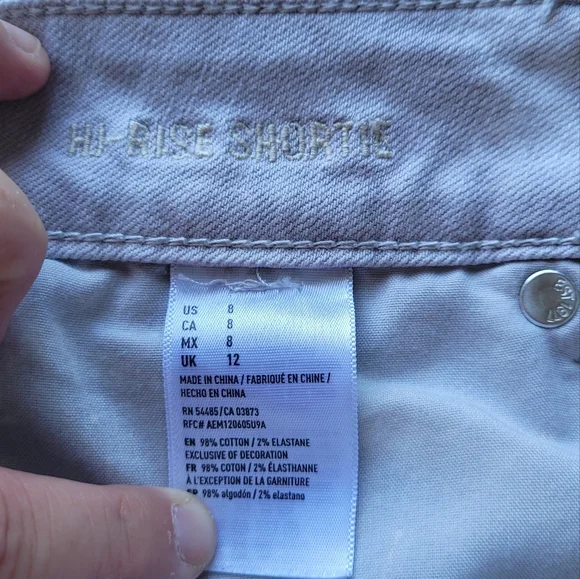 HI-RISE SHORTIE
US 8
CA 8
MX 8
UK 12
MADE IN CHINA / FABRIQUÉ EN CHINE /
HECHO EN CHINA
RN 54485/CA 03873
RFC# AEM120605U9A
EN 98% COTTON / 2% ELASTANE
EXCLUSIVE OF DECORATION
FR 98% COTON / 2% ÉLASTHANNE
À L'EXCEPTION DE LA GARNITURE
98% algodón / 2% elastano